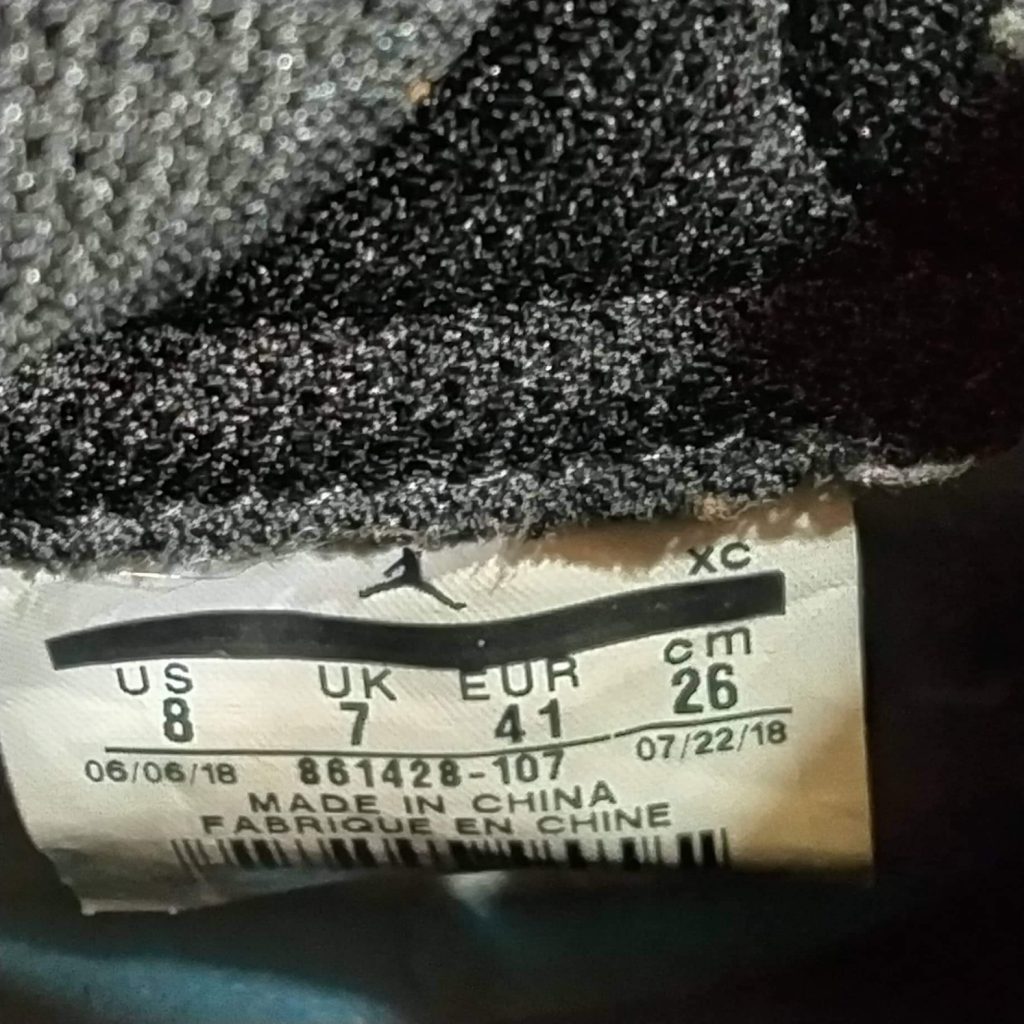 XC
US UK EUR cm
8 7 41 26
06/06/18 861428-107 07/22/18
MADE IN CHINA
FABRIQUE EN CHINE